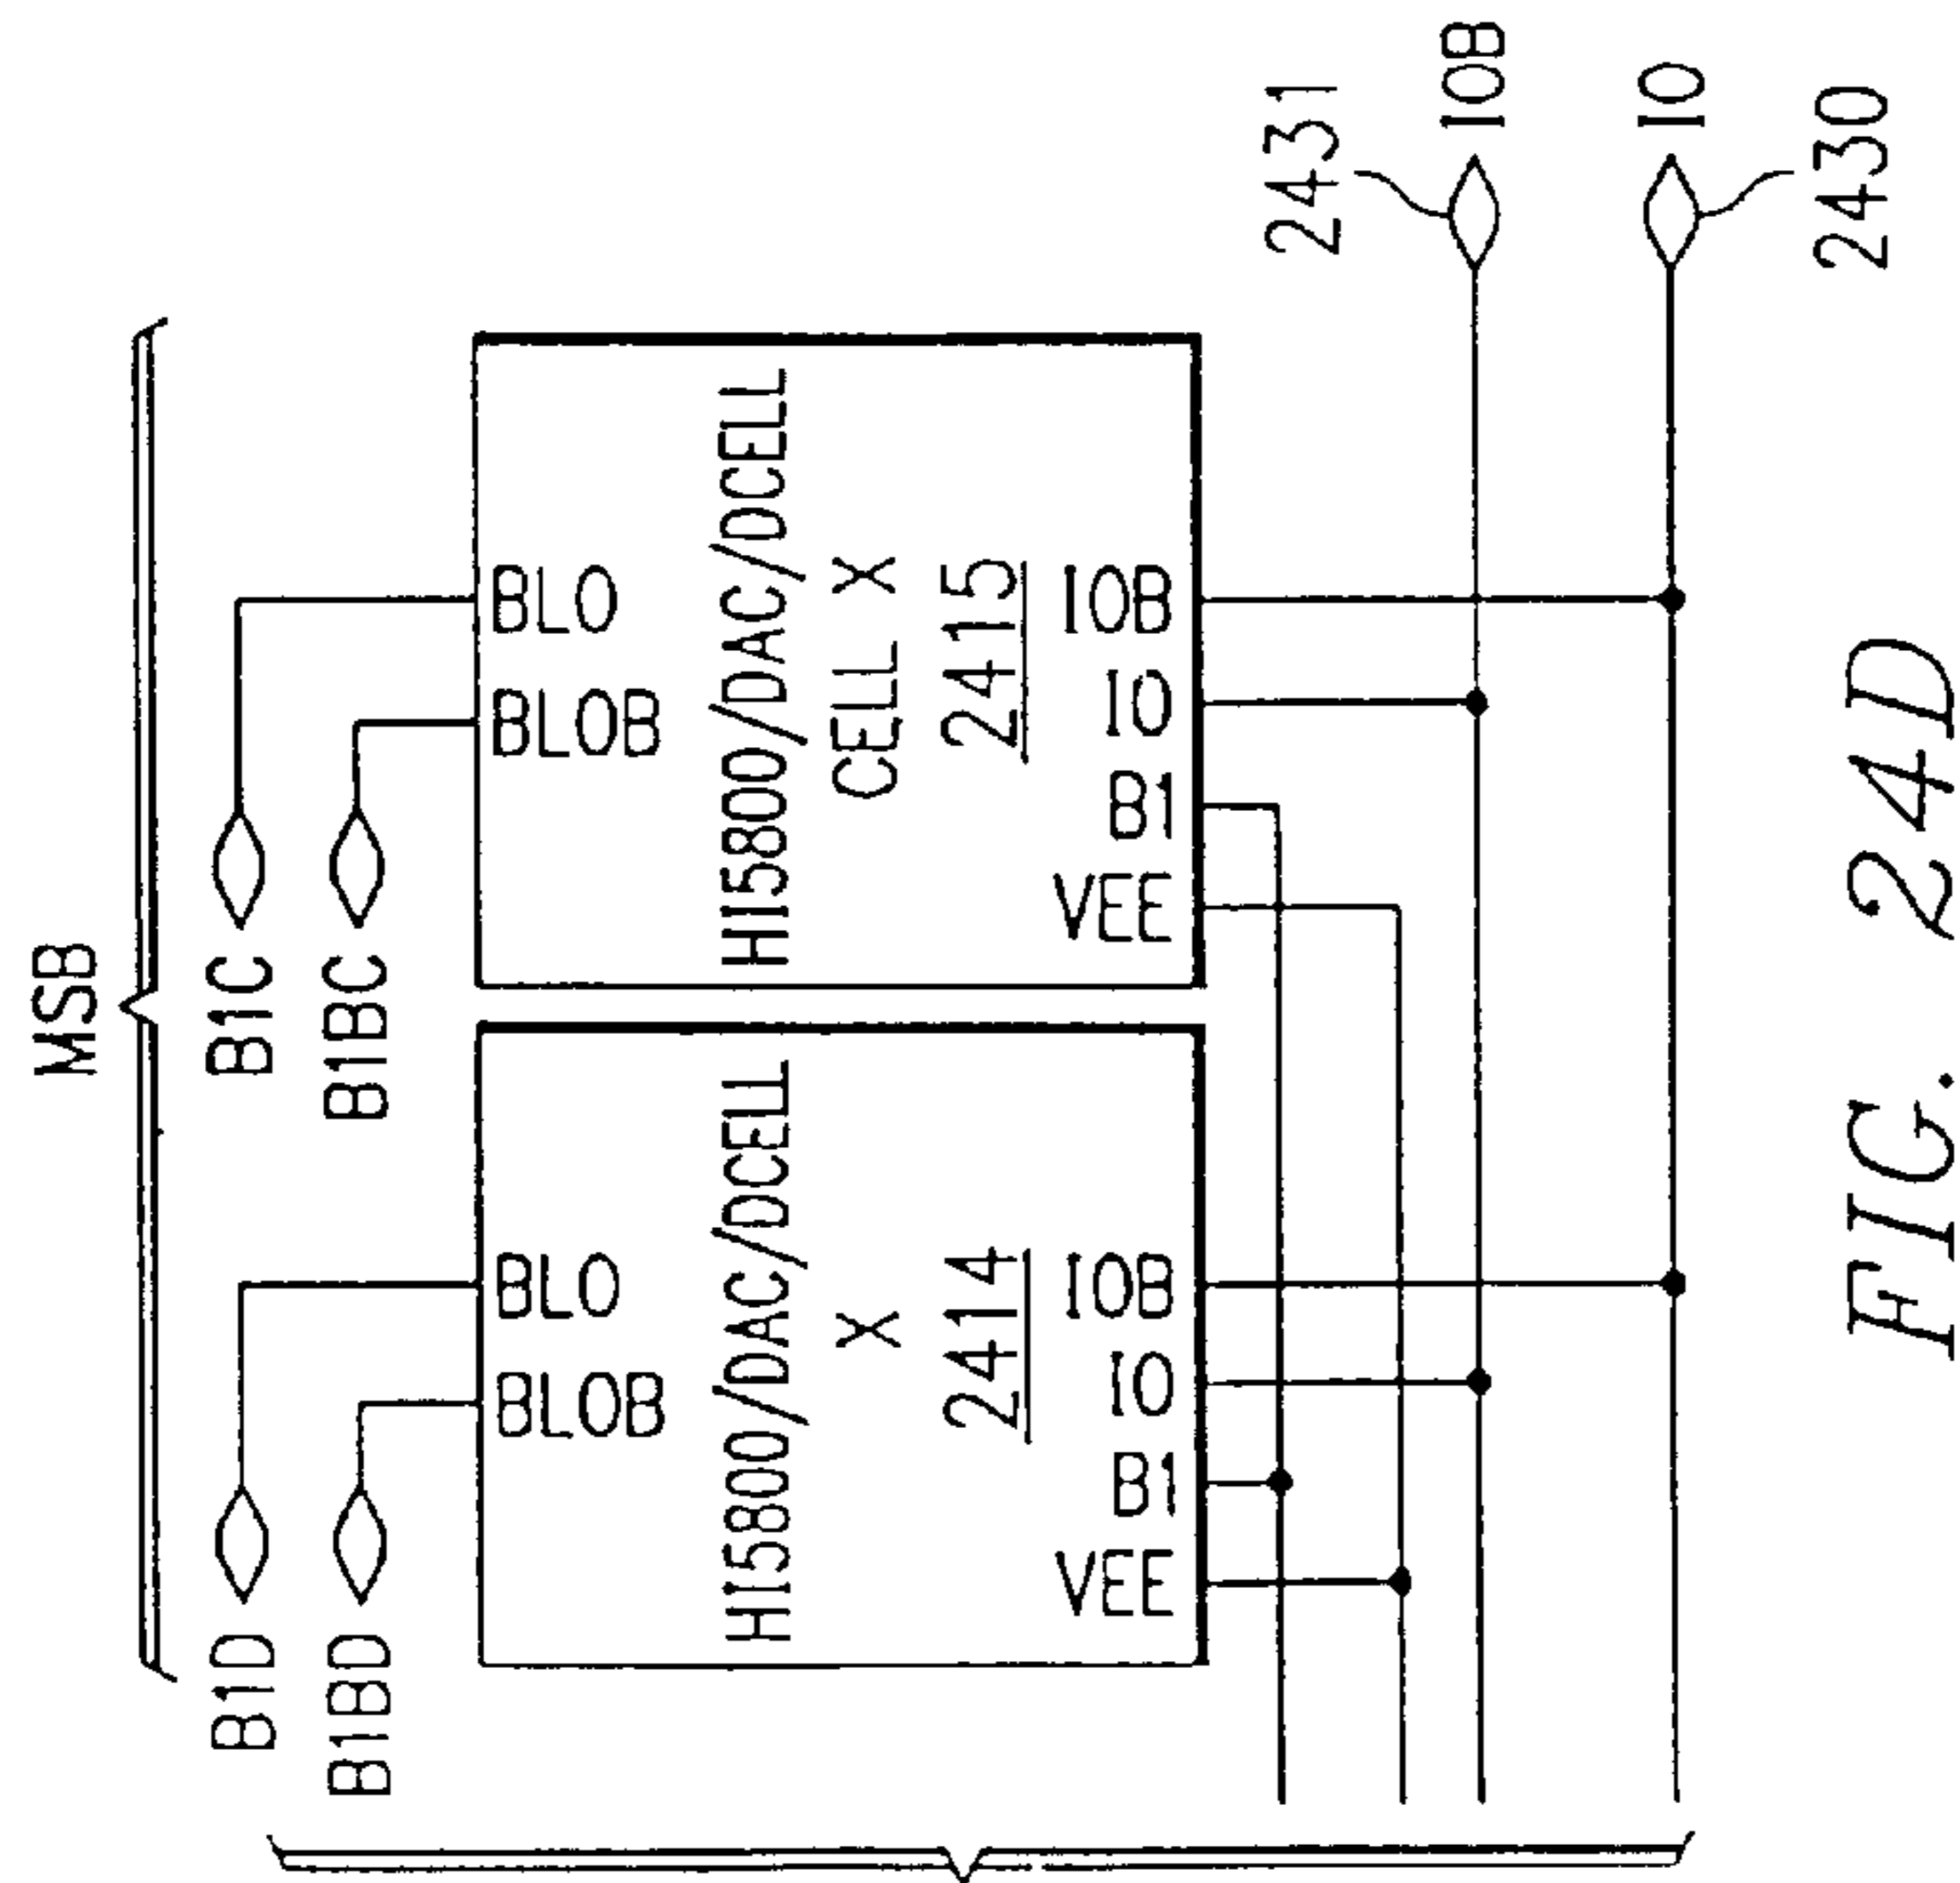 MSB
B1D
B1BD
B1C
B1BC
BLO
BLOB
HI5800/DAC/DCELL
X
2414
IOB
IO
B1
VEE
BLO
BLOB
HI5800/DAC/DCELL
CELL X
2415
IOB
IO
B1
VEE
2431
IOB
IO
2430
FIG. 24D